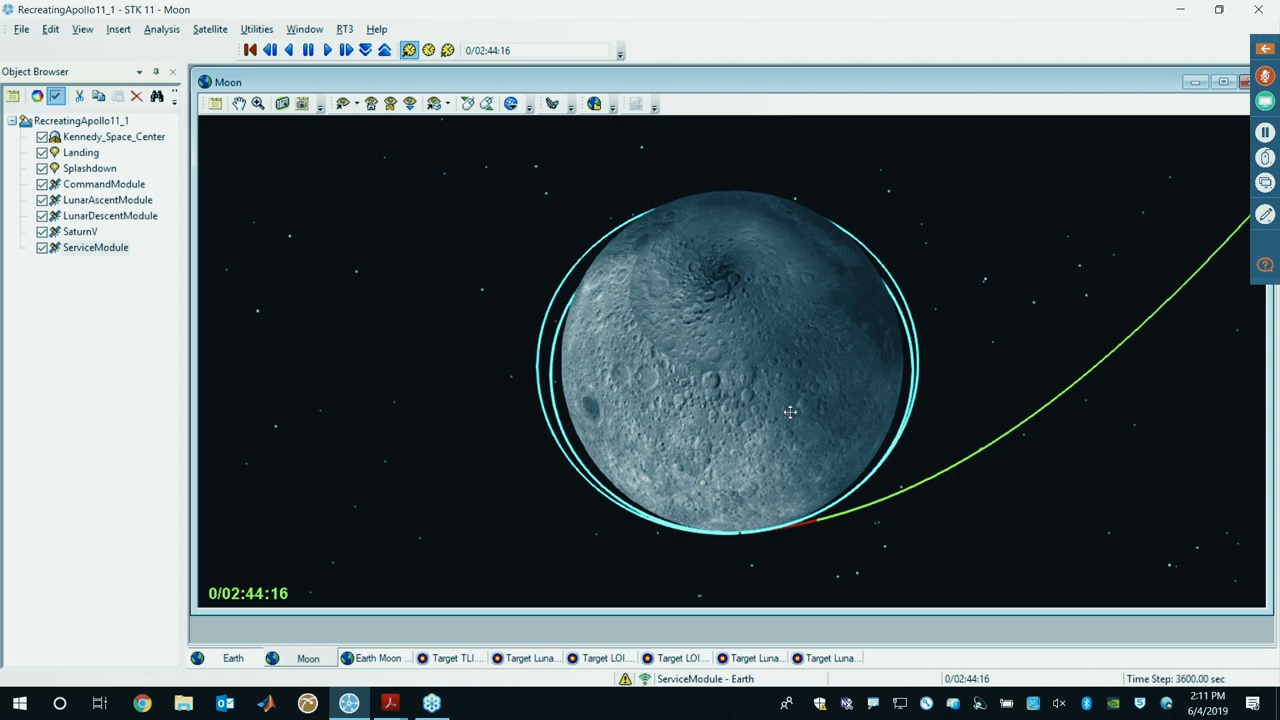 RecreatingApollo11_1 - STK 11 - Moon
File Edit View Insert Analysis Satellite Utilities Window RT3 Help
0/02:44:16
Object Browser
Moon
RecreatingApollo11_1
Kennedy_Space_Center
Landing
Splashdown
CommandModule
LunarAscentModule
LunarDescentModule
SaturnV
ServiceModule
0/02:44:16
Earth Moon Earth Moon ... Target TLI.... Target Luna... Target LOI.... Target LOI.... Target Luna... Target Luna...
ServiceModule - Earth 0/02:44:16 Time Step: 3600.00 sec
2:11 PM
6/4/2019